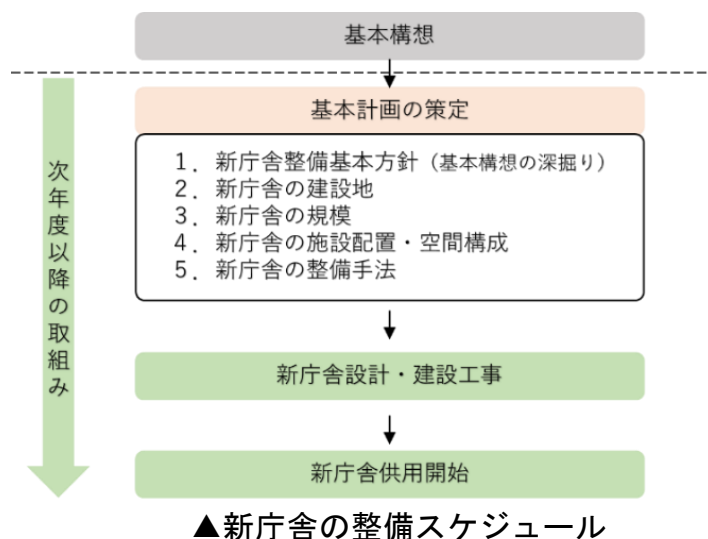 基本構想
次年度以降の取組み
基本計画の策定
1．新庁舎整備基本方針（基本構想の深掘り）
2．新庁舎の建設地
3．新庁舎の規模
4．新庁舎の施設配置・空間構成
5．新庁舎の整備手法
新庁舎設計・建設工事
新庁舎供用開始
▲新庁舎の整備スケジュール